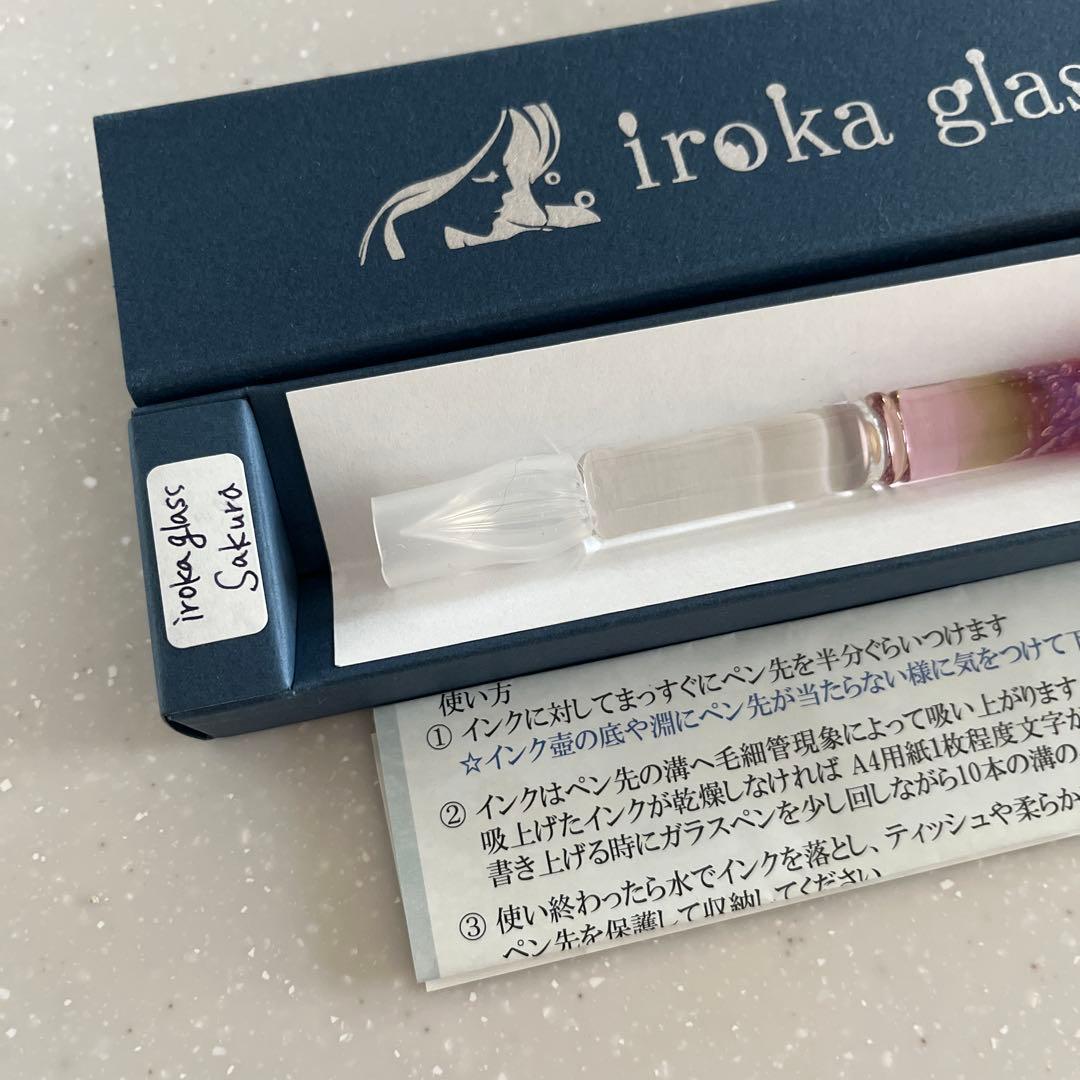 iroka glas
iroka glass
Sakura
使い方
① インクに対してまっすぐにペン先を半分ぐらいつけます
☆インク壺の底や淵にペン先が当たらない様に気をつけて下
② インクはペン先の溝へ毛細管現象によって吸い上がります
吸上げたインクが乾燥しなければ A4用紙1枚程度文字が
書き上げる時にガラスペンを少し回しながら10本の溝の
③ 使い終わったら水でインクを落とし、ティッシュや柔らか
ペン先を保護して収納してください